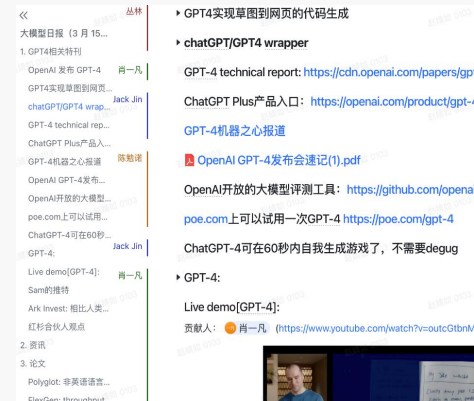 丛林
大模型日报（3 月 15...
1. GPT4相关特刊
OpenAI 发布 GPT-4
肖一凡
GPT4实现草图到网页...
chatGPT/GPT4 wrap...
Jack Jin
GPT-4 technical rep...
ChatGPT Plus产品入...
GPT-4机器之心报道
陈勉诺
OpenAI GPT-4发布...
OpenAI开放的大模型...
poe.com上可以试用...
ChatGPT-4可在60秒...
GPT-4:
Jack Jin
Live demo[GPT-4]:
肖一凡
Sam的推特
Ark Invest: 相比人类...
红杉合伙人观点
2. 资讯
3. 论文
Polyglot: 非英语语言...
FlexGen: throughput
GPT4实现草图到网页的代码生成
chatGPT/GPT4 wrapper
GPT-4 technical report: https://cdn.openai.com/papers/gpt
ChatGPT Plus产品入口：https://openai.com/product/gpt-4
GPT-4机器之心报道
OpenAI GPT-4发布会速记(1).pdf
OpenAI开放的大模型评测工具：https://github.com/openai
poe.com上可以试用一次GPT-4 https://poe.com/gpt-4
ChatGPT-4可在60秒内自我生成游戏了，不需要degug
GPT-4:
Live demo[GPT-4]:
贡献人： 肖一凡 (https://www.youtube.com/watch?v=outcGtbnM